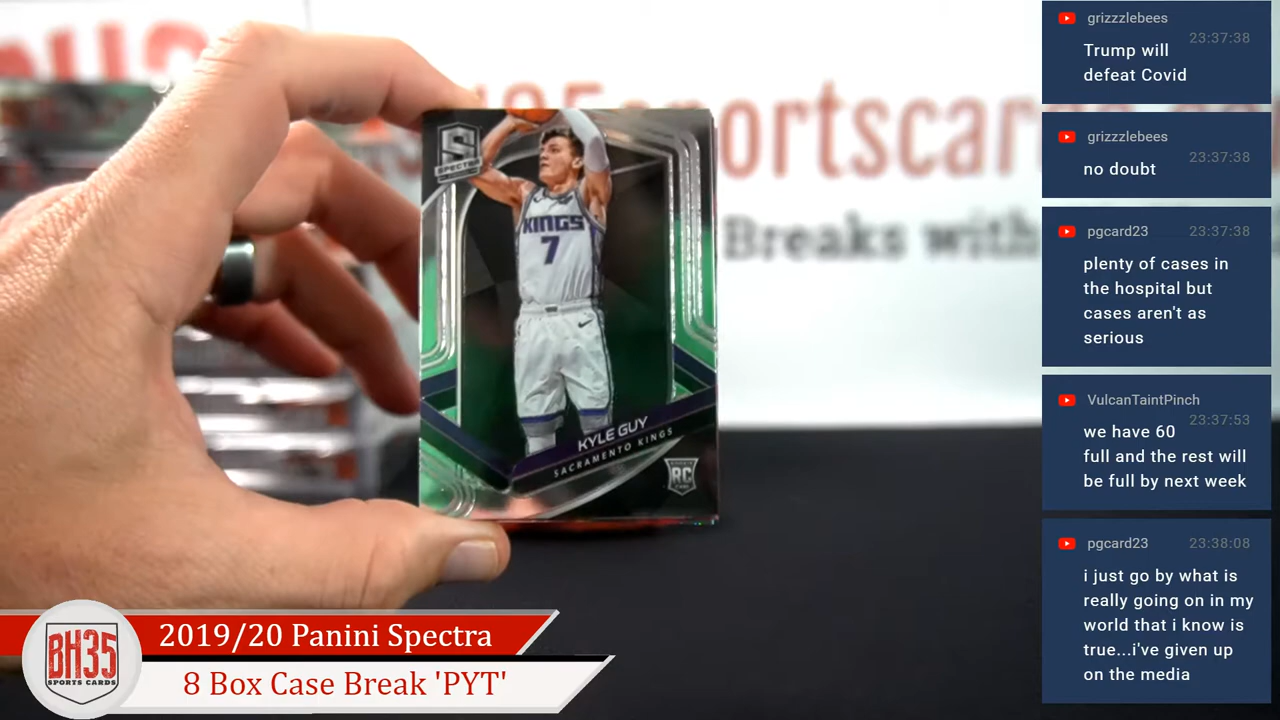 SPECTRA
KINGS
7
KYLE GUY
SACRAMENTO KINGS
RC
ortscar
Breaks with
BH35
SPORTS CARDS
2019/20 Panini Spectra
8 Box Case Break 'PYT'
grizzzlebees
23:37:38
Trump will
defeat Covid
grizzzlebees
23:37:38
no doubt
pgcard23 23:37:38
plenty of cases in
the hospital but
cases aren't as
serious
VulcanTaintPinch
23:37:53
we have 60
full and the rest will
be full by next week
pgcard23 23:38:08
i just go by what is
really going on in my
world that i know is
true...i've given up
on the media